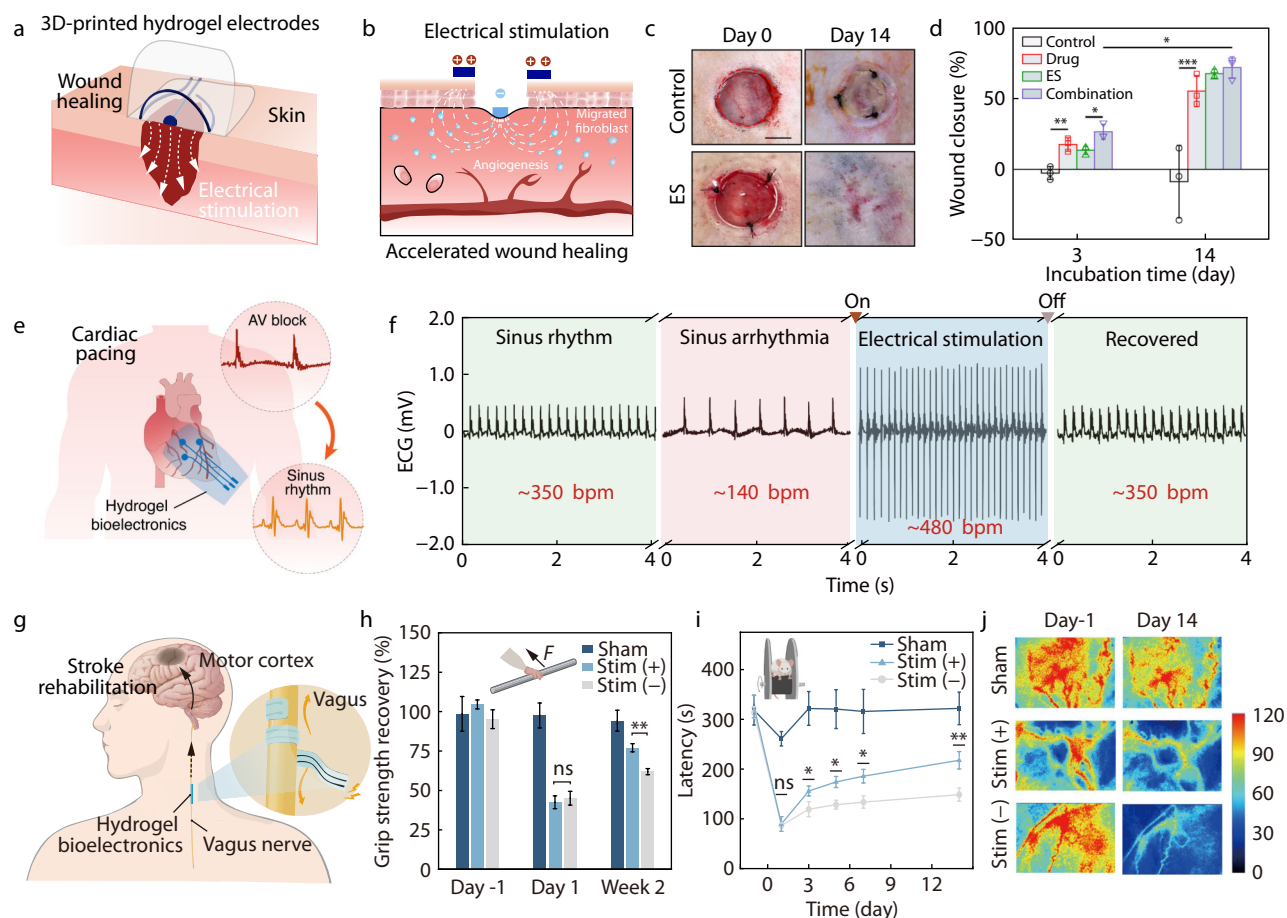 a
3D-printed hydrogel electrodes
Wound
healing
Skin
Electrical
stimulation
b
Electrical stimulation
+ +
+ +
−
Migrated
fibroblast
Angiogenesis
Accelerated wound healing
c
Day 0
Day 14
Control
ES
d
Wound closure (%)
100
50
0
−50
Control
Drug
ES
Combination
**
*
***
*
3
14
Incubation time (day)
e
Cardiac
pacing
AV block
Sinus
rhythm
Hydrogel
bioelectronics
f
On
Off
ECG (mV)
2.0
1.0
0
−1.0
−2.0
Sinus rhythm
Sinus arrhythmia
Electrical stimulation
Recovered
~350 bpm
~140 bpm
~480 bpm
~350 bpm
0 2 4
2 4
2 4
2 4
Time (s)
g
Stroke
rehabilitation
Motor cortex
Vagus
Hydrogel
bioelectronics
Vagus nerve
h
Grip strength recovery (%)
150
125
100
75
50
25
0
Sham
Stim (+)
Stim (−)
F
ns
**
Day -1
Day 1
Week 2
i
Latency (s)
400
300
200
100
0
Sham
Stim (+)
Stim (−)
ns
*
*
*
**
0 3 6 9 12
Time (day)
j
Day-1
Day 14
Sham
Stim (+)
Stim (−)
120
90
60
30
0